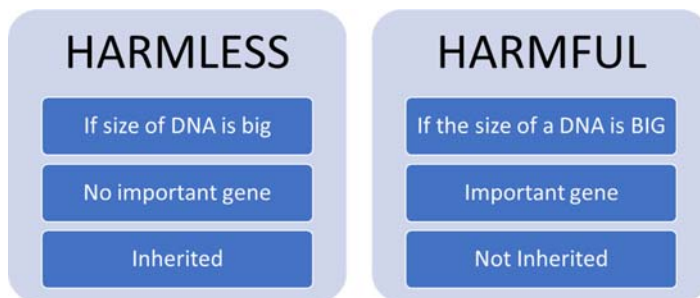 HARMLESS
If size of DNA is big
No important gene
Inherited
HARMFUL
If the size of a DNA is BIG
Important gene
Not Inherited